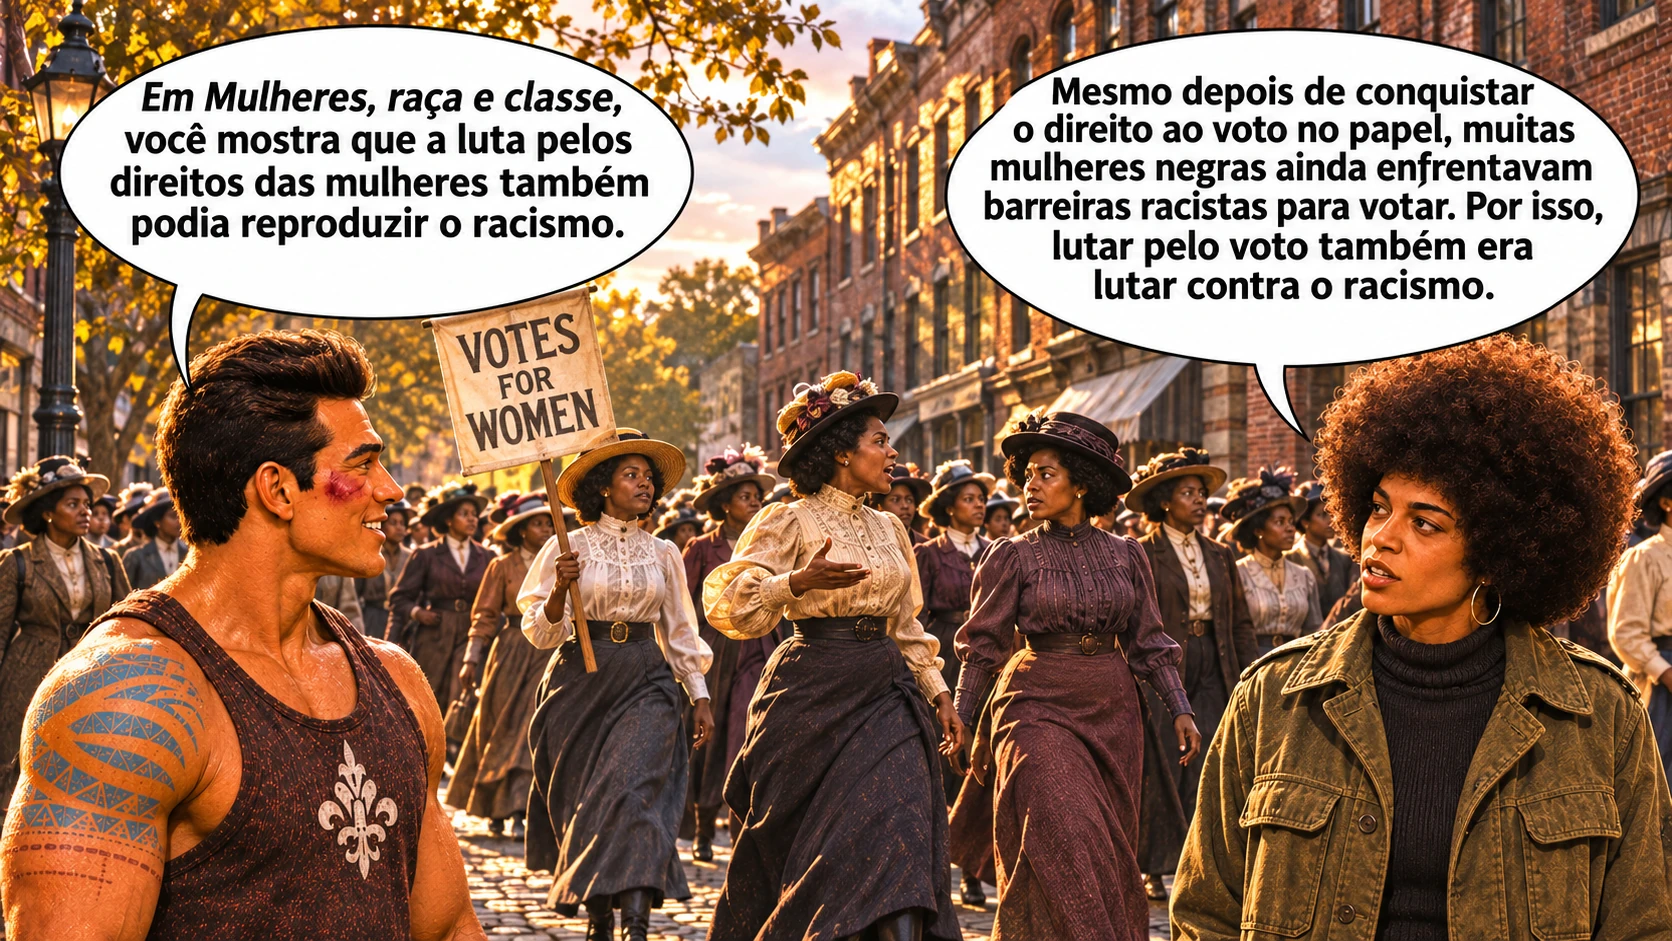 Em Mulheres, raça e classe,
você mostra que a luta pelos
direitos das mulheres também
podia reproduzir o racismo.
Mesmo depois de conquistar
o direito ao voto no papel, muitas
mulheres negras ainda enfrentavam
barreiras racistas para votar. Por isso,
lutar pelo voto também era
lutar contra o racismo.
VOTES
FOR
WOMEN